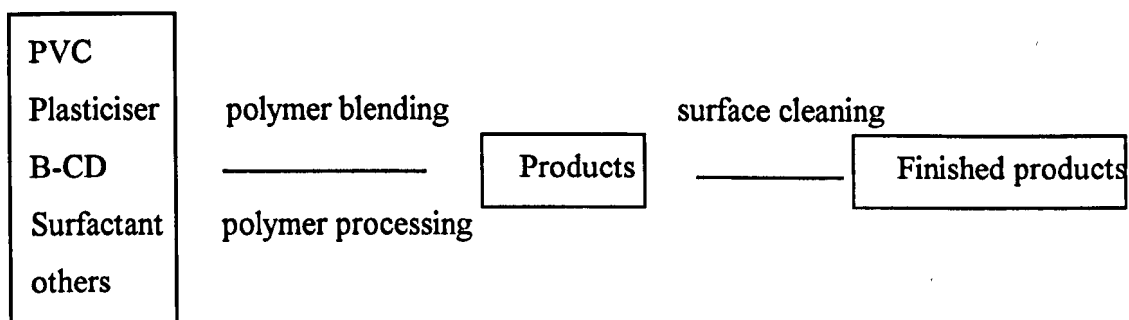 PVC
Plasticiser
B-CD
Surfactant
others
polymer blending
polymer processing
Products
surface cleaning
Finished products